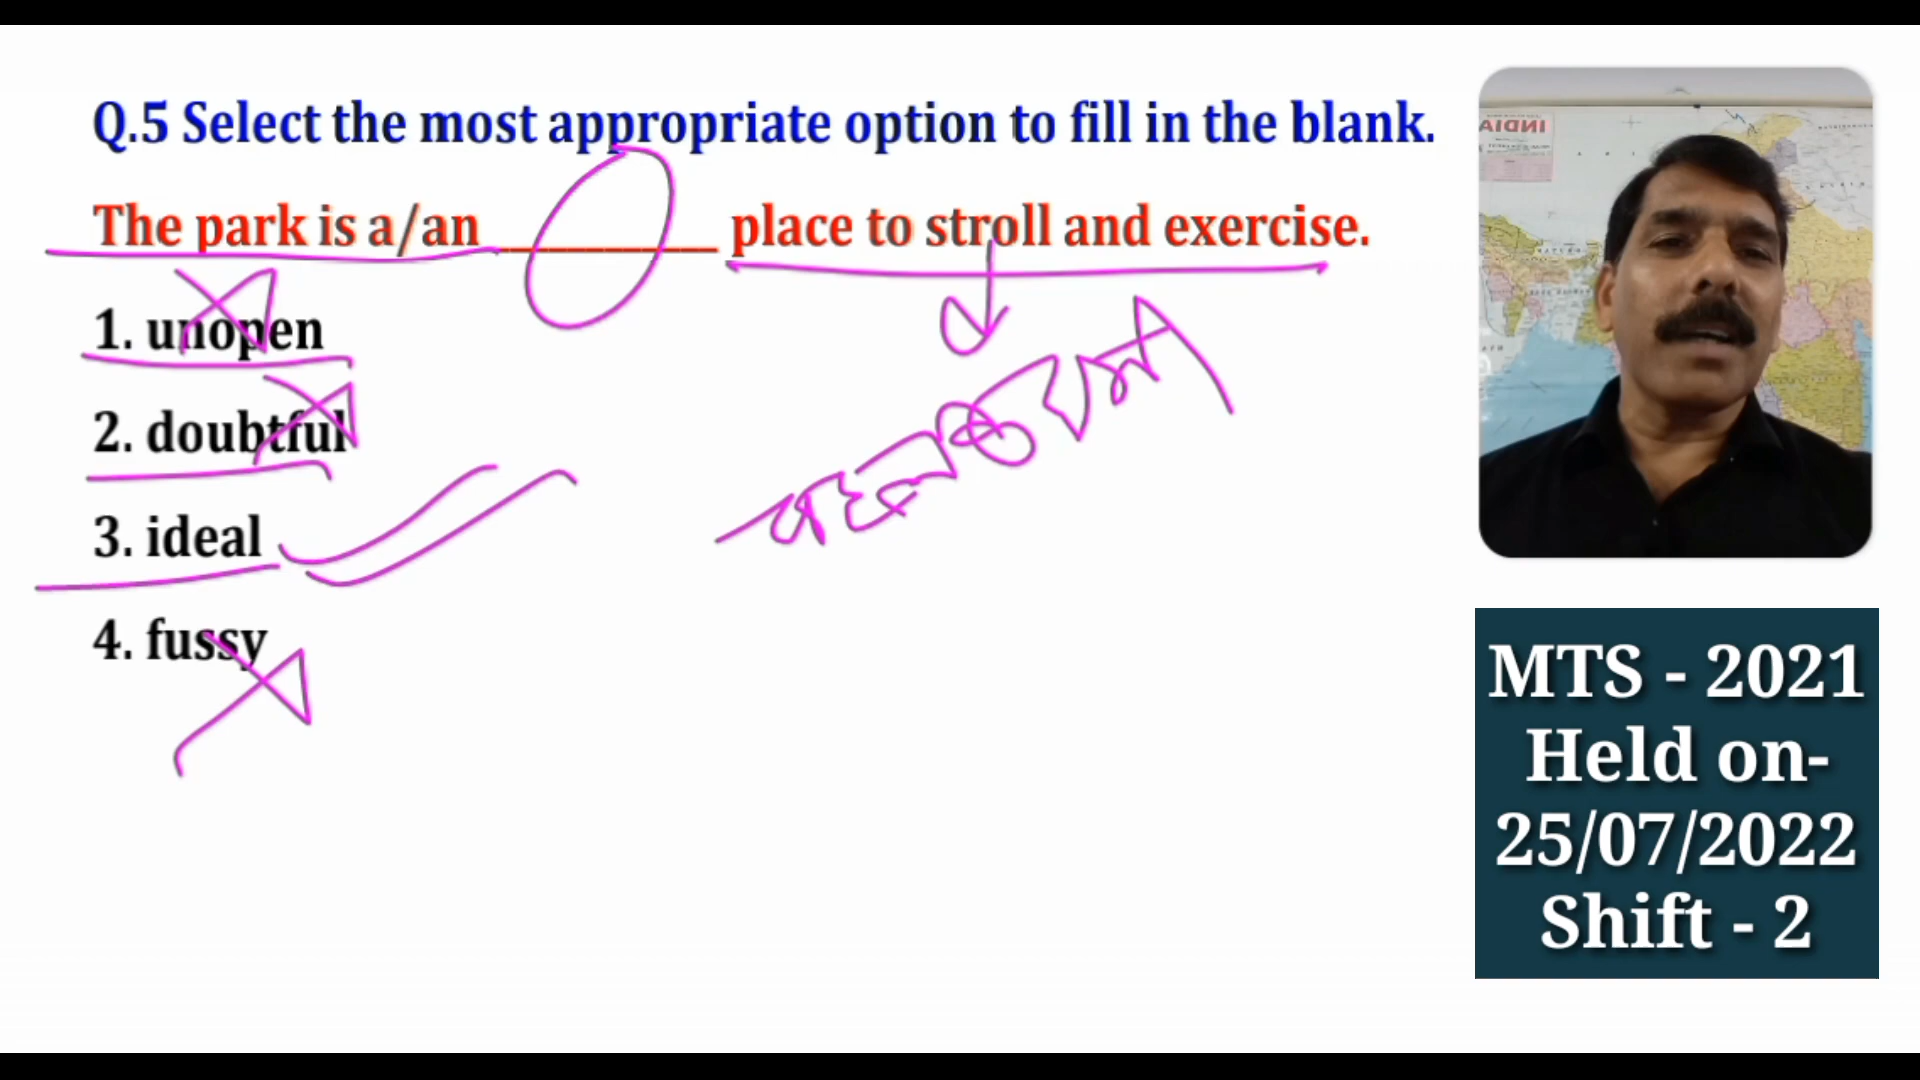 Q.5 Select the most appropriate option to fill in the blank.
The park is a/an __________ place to stroll and exercise.
1. unopen
2. doubtful
3. ideal
4. fussy
INDIA
MTS - 2021
Held on-
25/07/2022
Shift - 2